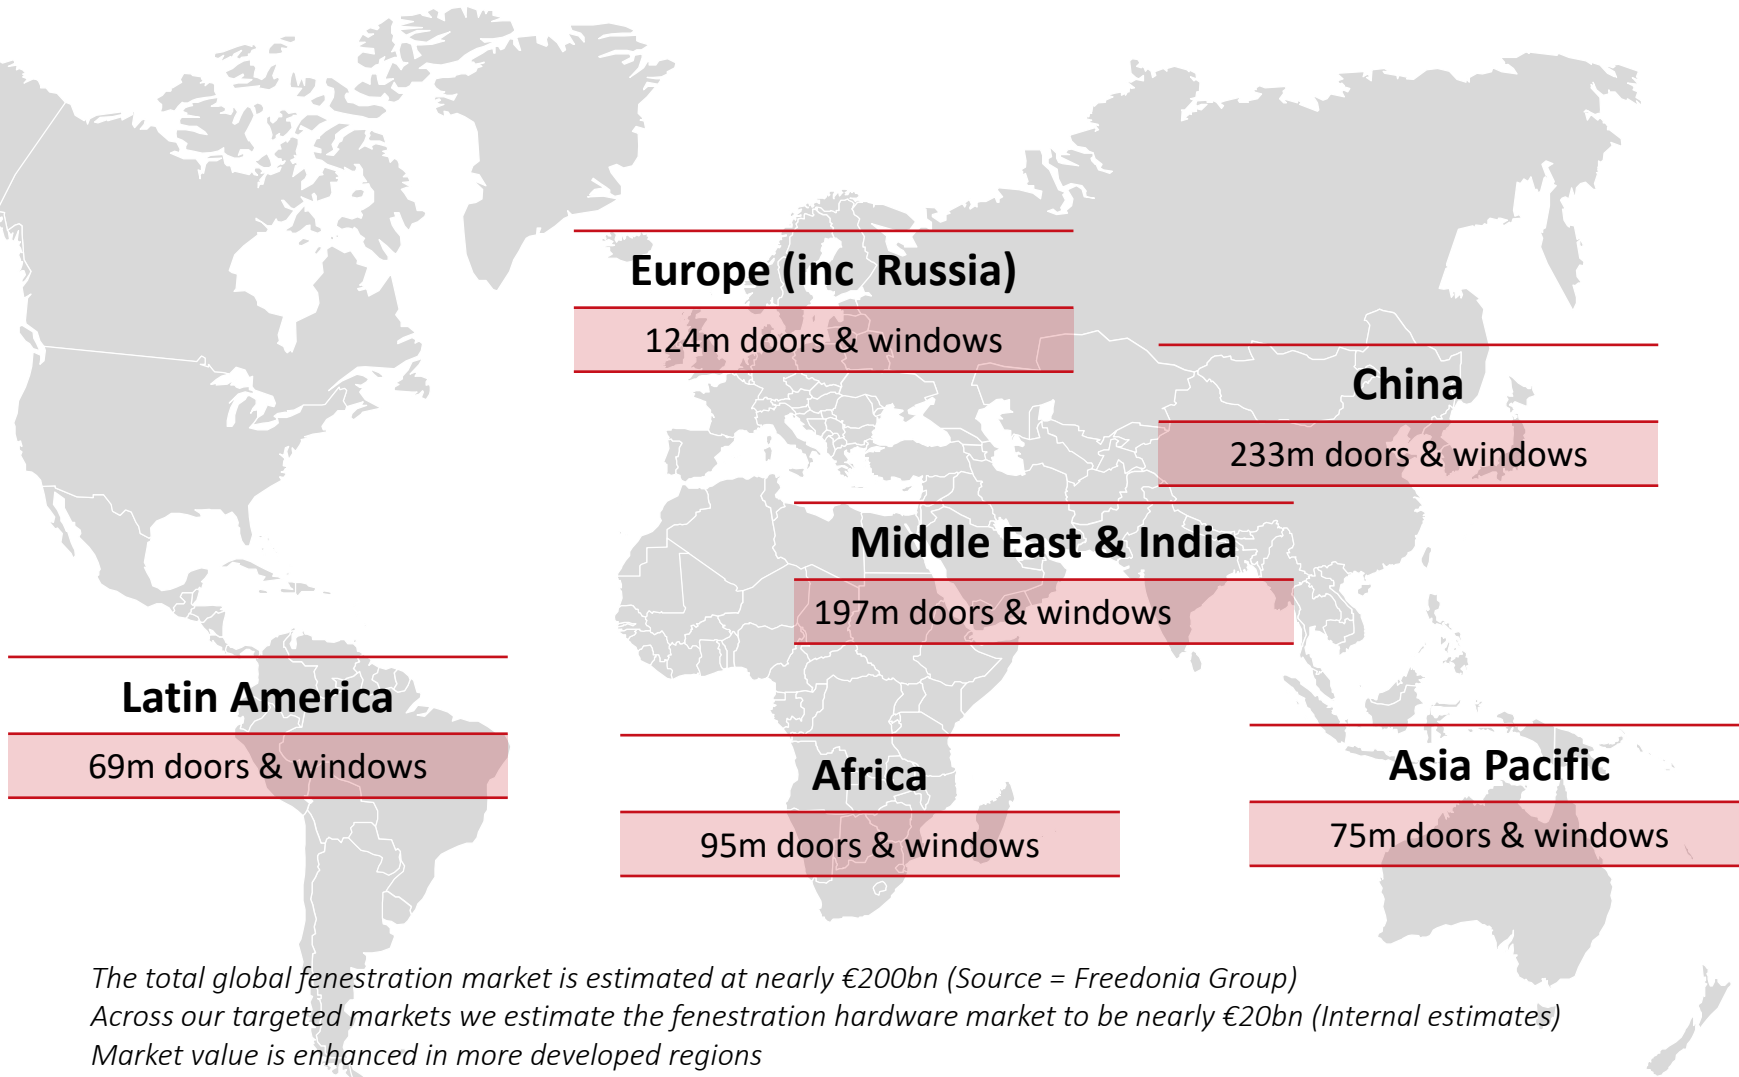 Europe (inc Russia)
124m doors & windows
China
233m doors & windows
Middle East & India
197m doors & windows
Latin America
69m doors & windows
Africa
95m doors & windows
Asia Pacific
75m doors & windows
The total global fenestration market is estimated at nearly €200bn (Source = Freedonia Group)
Across our targeted markets we estimate the fenestration hardware market to be nearly €20bn (Internal estimates)
Market value is enhanced in more developed regions